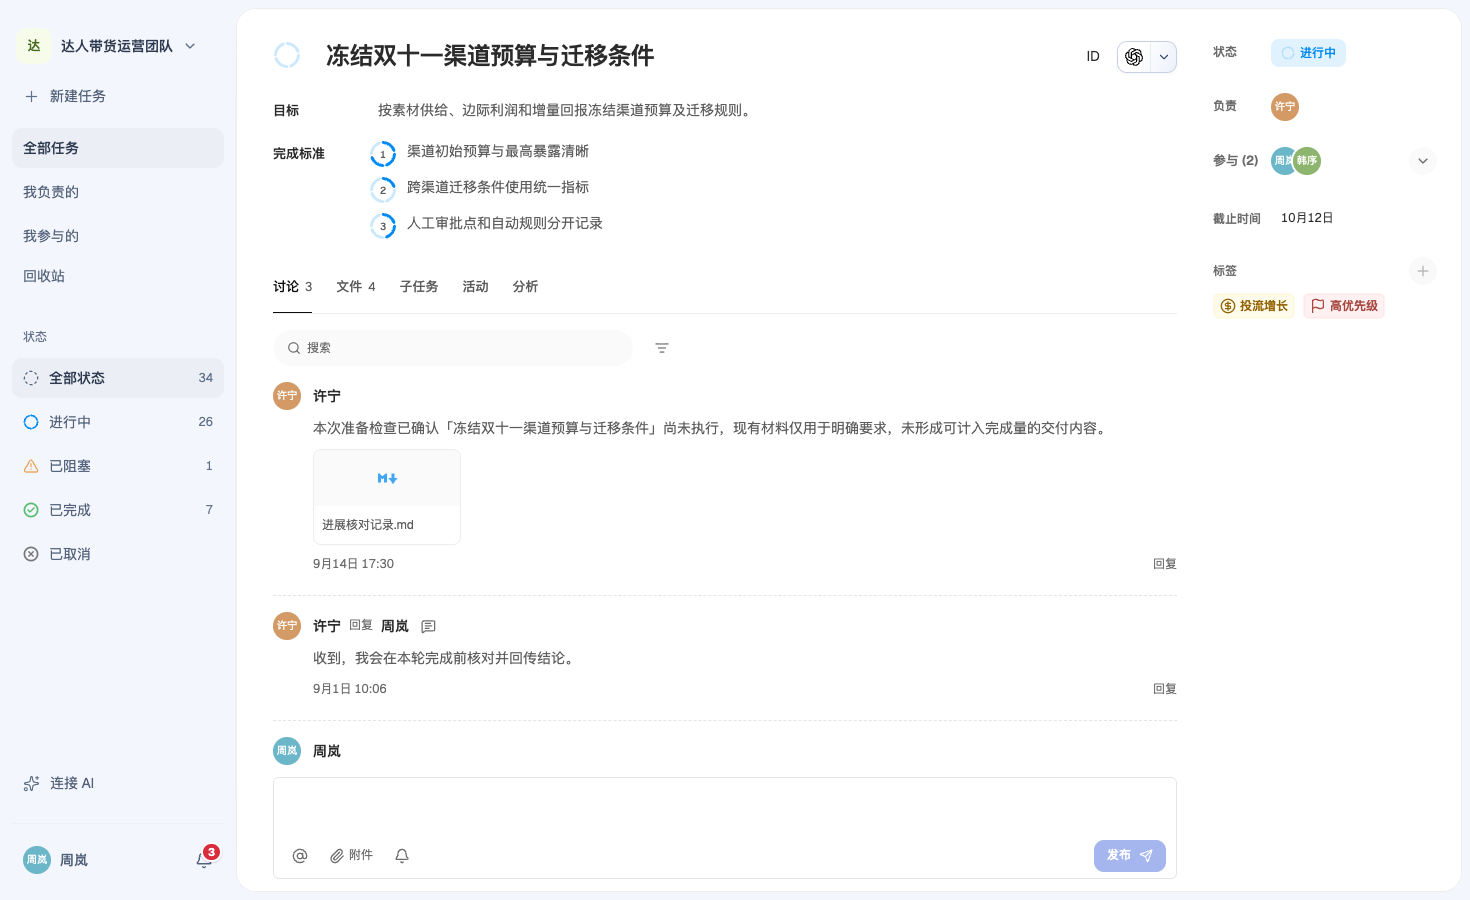 达 达人带货运营团队
新建任务
全部任务
我负责的
我参与的
回收站
状态
全部状态 34
进行中 26
已阻塞 1
已完成 7
已取消
连接 AI
周岚 周岚 3
冻结双十一渠道预算与迁移条件
ID
目标 按素材供给、边际利润和增量回报冻结渠道预算及迁移规则。
完成标准
1 渠道初始预算与最高暴露清晰
2 跨渠道迁移条件使用统一指标
3 人工审批点和自动规则分开记录
讨论 3 文件 4 子任务 活动 分析
搜索
许宁 许宁
本次准备检查已确认「冻结双十一渠道预算与迁移条件」尚未执行，现有材料仅用于明确要求，未形成可计入完成量的交付内容。
进展核对记录.md
9月14日 17:30 回复
许宁 许宁 回复 周岚
收到，我会在本轮完成前核对并回传结论。
9月1日 10:06 回复
周岚 周岚
附件
发布
状态 进行中
负责 许宁
参与 (2) 周岚 韩序
截止时间 10月12日
标签
投流增长 高优先级